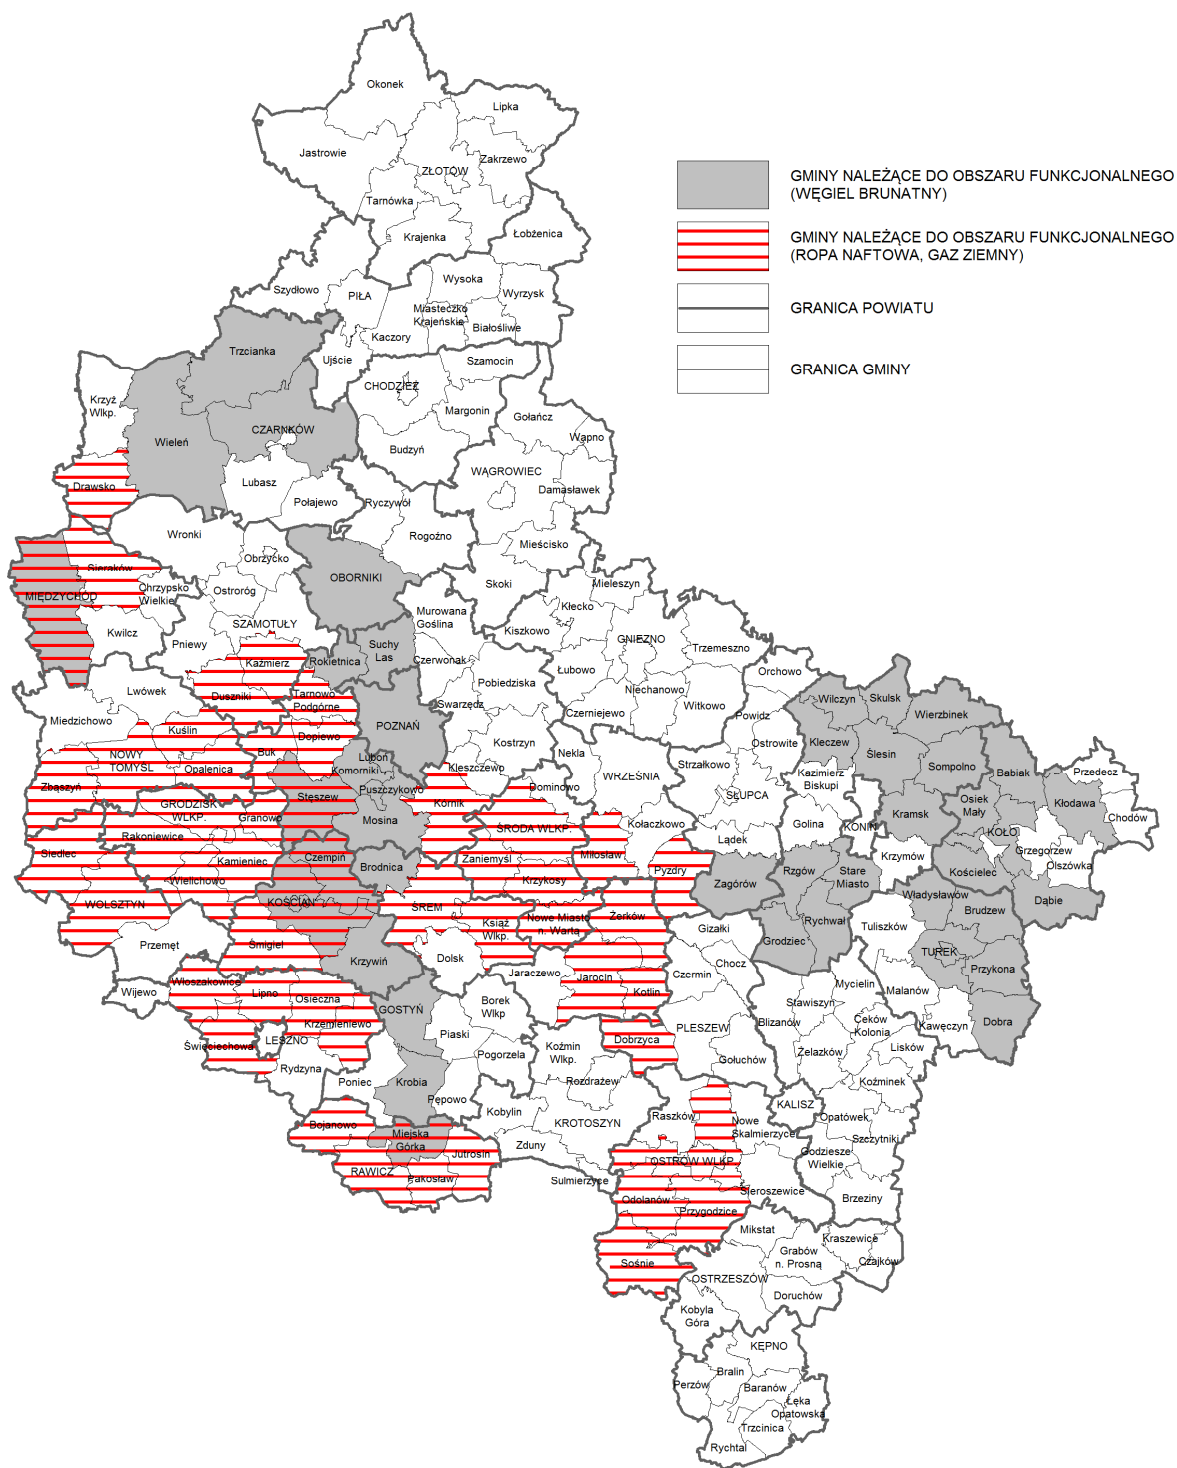 Okonek
Lipka
Jastrowie
Zakrzewo
ZŁOTÓW
Tarnówka
Krajenka
Łobżenica
GMINY NALEŻĄCE DO OBSZARU FUNKCJONALNEGO
(WĘGIEL BRUNATNY)
GMINY NALEŻĄCE DO OBSZARU FUNKCJONALNEGO
(ROPA NAFTOWA, GAZ ZIEMNY)
GRANICA POWIATU
GRANICA GMINY
Szydłowo
PIŁA
Wysoka
Wyrzysk
Miasteczko
Krajeńskie
Białośliwe
Kaczory
Trzcianka
Ujście
Szamocin
CHODZIEŻ
Margonin
Gołańcz
Krzyż
Wlkp.
Wieleń
CZARNKÓW
Budzyń
Wapno
WĄGROWIEC
Damasławek
Drawsko
Lubasz
Połajewo
Ryczywół
Rogoźno
Wronki
Obrzycko
Mieścisko
Sieraków
OBORNIKI
Skoki
Mieleszyn
MIĘDZYCHÓD
Chrzypsko
Wielkie
Ostroróg
Kłecko
Murowana
Goślina
Kiszkowo
Kwilcz
SZAMOTUŁY
Pniewy
GNIEZNO
Trzemeszno
Suchy
Las
Rokietnica
Kaźmierz
Czerwonak
Łubowo
Orchowo
Pobiedziska
Niechanowo
Witkowo
Lwówek
Duszniki
Tarnowo
Podgórne
Swarzędz
Czerniejewo
Powidz
Wilczyn
Skulsk
Wierzbinek
Miedzichowo
Kuślin
POZNAŃ
Dopiewo
Kostrzyn
Nekla
Ostrowite
Kleczew
Ślesin
NOWY
TOMYŚL
Opalenica
Buk
Luboń
Komorniki
Kleszczewo
WRZEŚNIA
Strzałkowo
Kazimierz
Biskupi
Sompolno
Babiak
Przedecz
Zbąszyń
Stęszew
Puszczykowo
Dominowo
SŁUPCA
Kłodawa
Chodów
Kórnik
GRODZISK
WLKP.
Granowo
Mosina
ŚRODA WLKP.
Kołaczkowo
Golina
KONIN
Kramsk
Osiek
Mały
KOŁO
Rakoniewice
Lądek
Siedlec
Kamieniec
Czempiń
Brodnica
Zaniemyśl
Miłosław
Pyzdry
Krzymów
Grzegorzew
Olszówka
Wielichowo
Krzykosy
Zagórów
Rzgów
Stare
Miasto
Kościelec
Dąbie
WOLSZTYN
KOŚCIAN
ŚREM
Książ
Wlkp.
Nowe Miasto
n. Wartą
Żerków
Władysławów
Brudzew
Przemęt
Śmigiel
Krzywiń
Dolsk
Gizałki
Grodziec
Rychwał
Tuliszków
TUREK
Przykona
Wijewo
Włoszakowice
Lipno
Osieczna
Jaraczewo
Jarocin
Kotlin
Czermin
Chocz
Mycielin
Malanów
GOSTYŃ
Borek
Wlkp
Stawiszyn
Krzemieniewo
Święciechowa
LESZNO
Piaski
Dobrzyca
PLESZEW
Blizanów
Ceków
Kolonia
Kawęczyn
Dobra
Rydzyna
Poniec
Pogorzela
Koźmin
Wlkp.
Gołuchów
Żelazków
Lisków
Krobia
Pępowo
Rozdrażew
Koźminek
Kobylin
KROTOSZYN
Raszków
Nowe
Skalmierzyce
KALISZ
Opatówek
Bojanowo
Miejska
Górka
Jutrosin
Zduny
Szczytniki
Godziesze
Wielkie
RAWICZ
Pakosław
Sulmierzyce
OSTRÓW WLKP.
Sieroszewice
Brzeziny
Odolanów
Przygodzice
Mikstat
Kraszewice
Grabów
n. Prosną
Czajków
Sośnie
OSTRZESZÓW
Doruchów
Kobyla
Góra
KĘPNO
Bralin
Perzów
Baranów
Łęka
Opatowska
Trzcinica
Rychtal